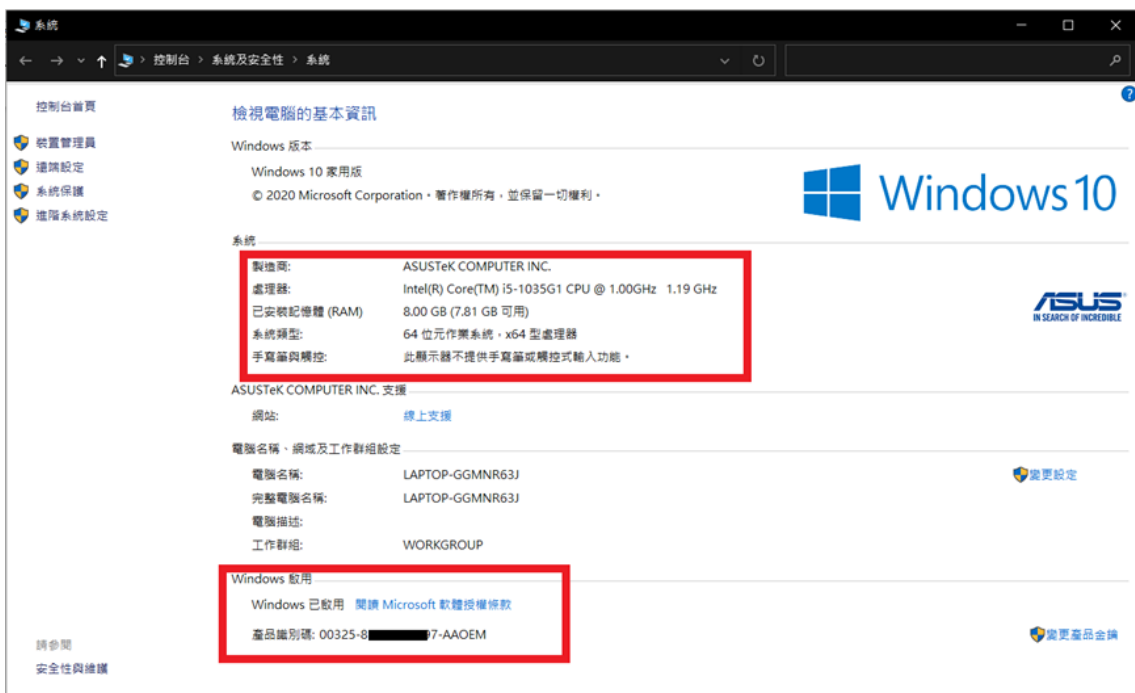 系統
控制台 › 系統及安全性 › 系統
控制台首頁
裝置管理員
遠端設定
系統保護
進階系統設定
檢視電腦的基本資訊
Windows 版本
Windows 10 家用版
© 2020 Microsoft Corporation。著作權所有，並保留一切權利。
Windows 10
系統
製造商: ASUSTeK COMPUTER INC.
處理器: Intel(R) Core(TM) i5-1035G1 CPU @ 1.00GHz 1.19 GHz
已安裝記憶體 (RAM) 8.00 GB (7.81 GB 可用)
系統類型: 64 位元作業系統，x64 型處理器
手寫筆與觸控: 此顯示器不提供手寫筆或觸控式輸入功能。
ASUS
IN SEARCH OF INCREDIBLE
ASUSTeK COMPUTER INC. 支援
網站: 線上支援
電腦名稱、網域及工作群組設定
電腦名稱: LAPTOP-GGMNR63J
變更設定
完整電腦名稱: LAPTOP-GGMNR63J
電腦描述:
工作群組: WORKGROUP
Windows 啟用
Windows 已啟用 閱讀 Microsoft 軟體授權條款
產品識別碼: 00325-8 97-AAOEM
變更產品金鑰
請參閱
安全性與維護